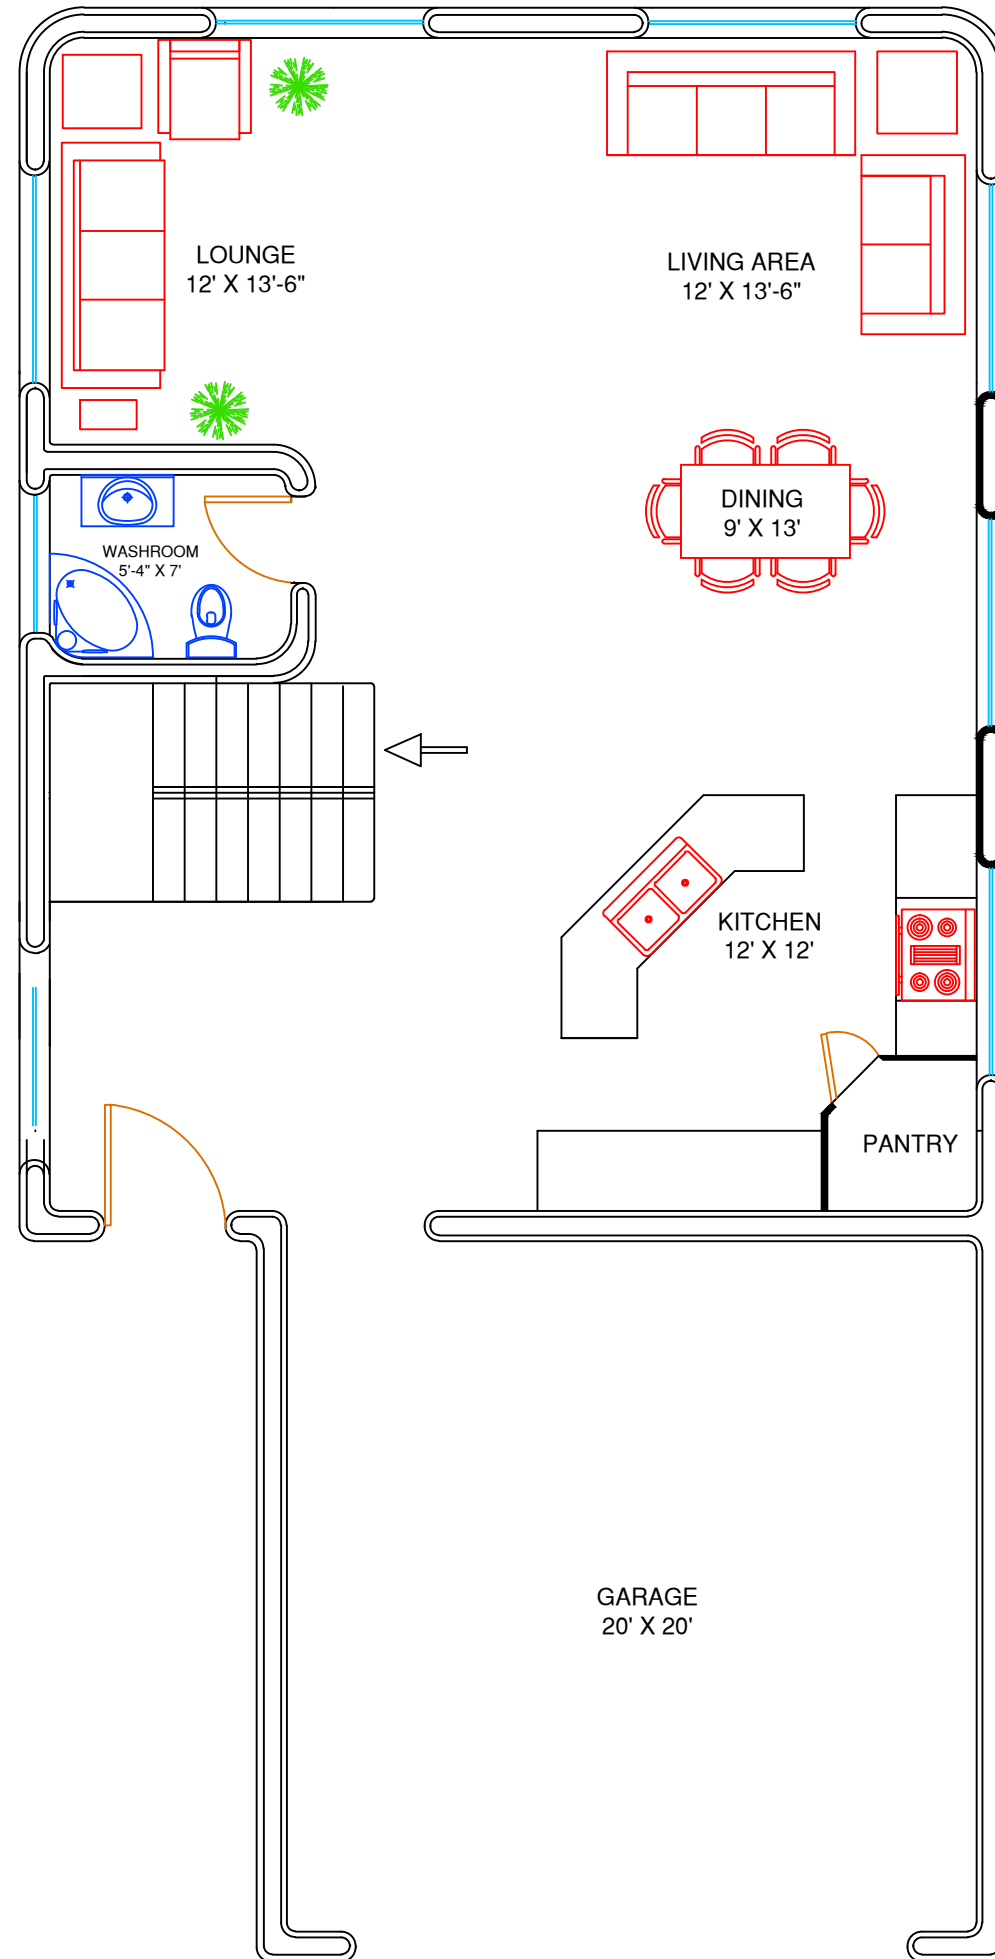 LOUNGE
12' X 13'-6"
LIVING AREA
12' X 13'-6"
DINING
9' X 13'
WASHROOM
5'-4" X 7'
KITCHEN
12' X 12'
PANTRY
GARAGE
20' X 20'